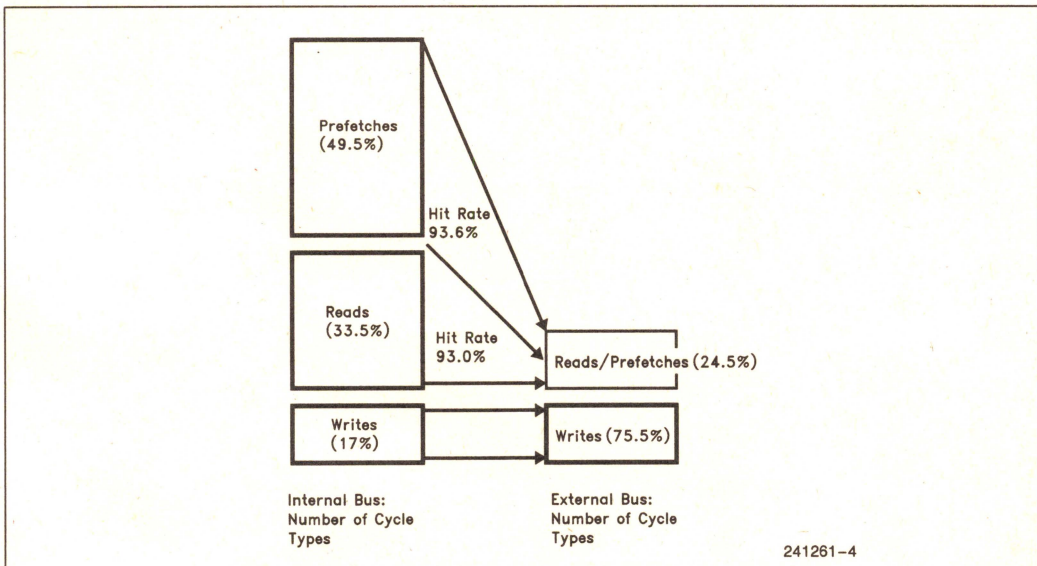 Prefetches
(49.5%)
Hit Rate
93.6%
Reads
(33.5%)
Hit Rate
93.0%
Reads/Prefetches (24.5%)
Writes
(17%)
Writes (75.5%)
Internal Bus:
Number of Cycle
Types
External Bus:
Number of Cycle
Types
241261-4